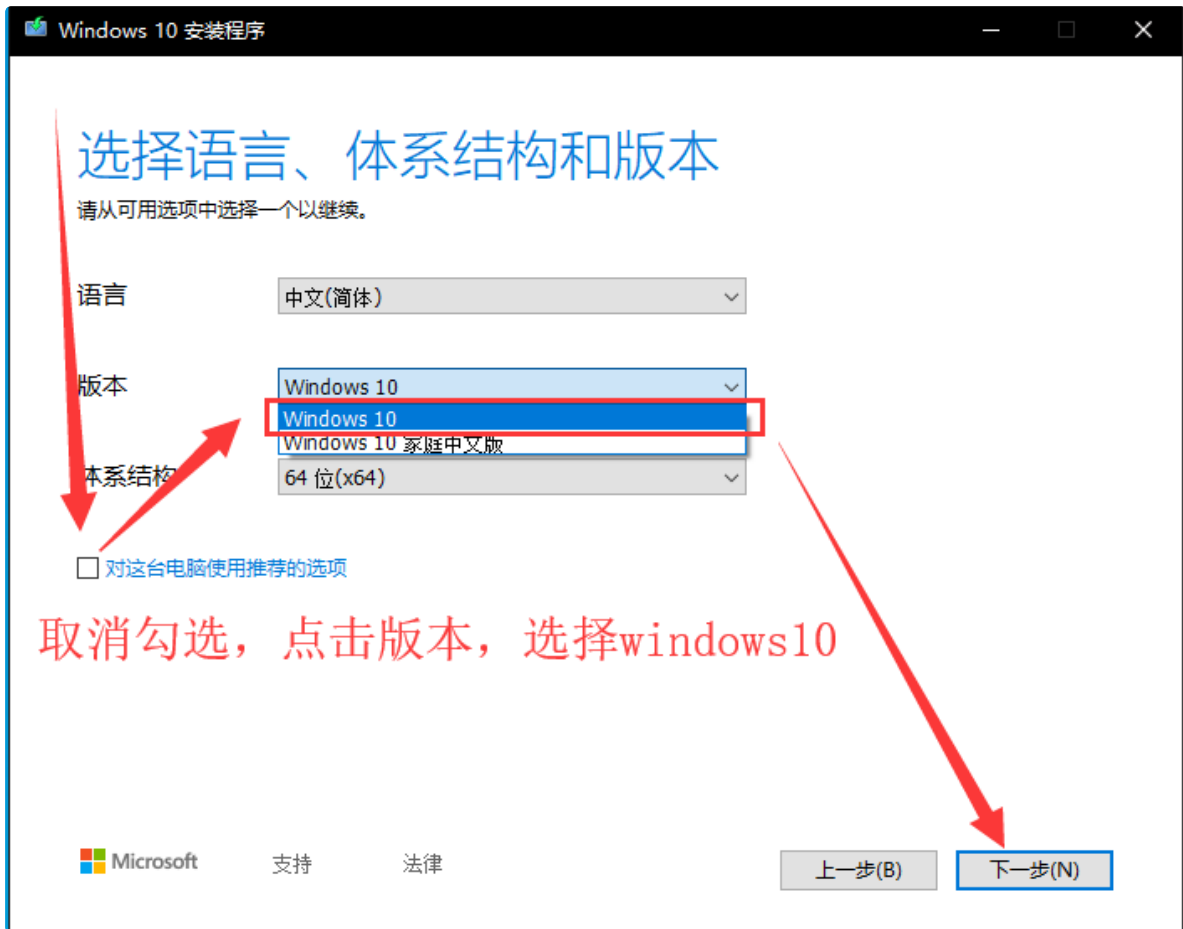 Windows 10 安装程序
选择语言、体系结构和版本
请从可用选项中选择一个以继续。
语言
中文(简体)
版本
Windows 10
Windows 10
Windows 10 家庭中文版
体系结构
64 位(x64)
对这台电脑使用推荐的选项
取消勾选，点击版本，选择windows10
Microsoft 支持 法律 上一步(B) 下一步(N)